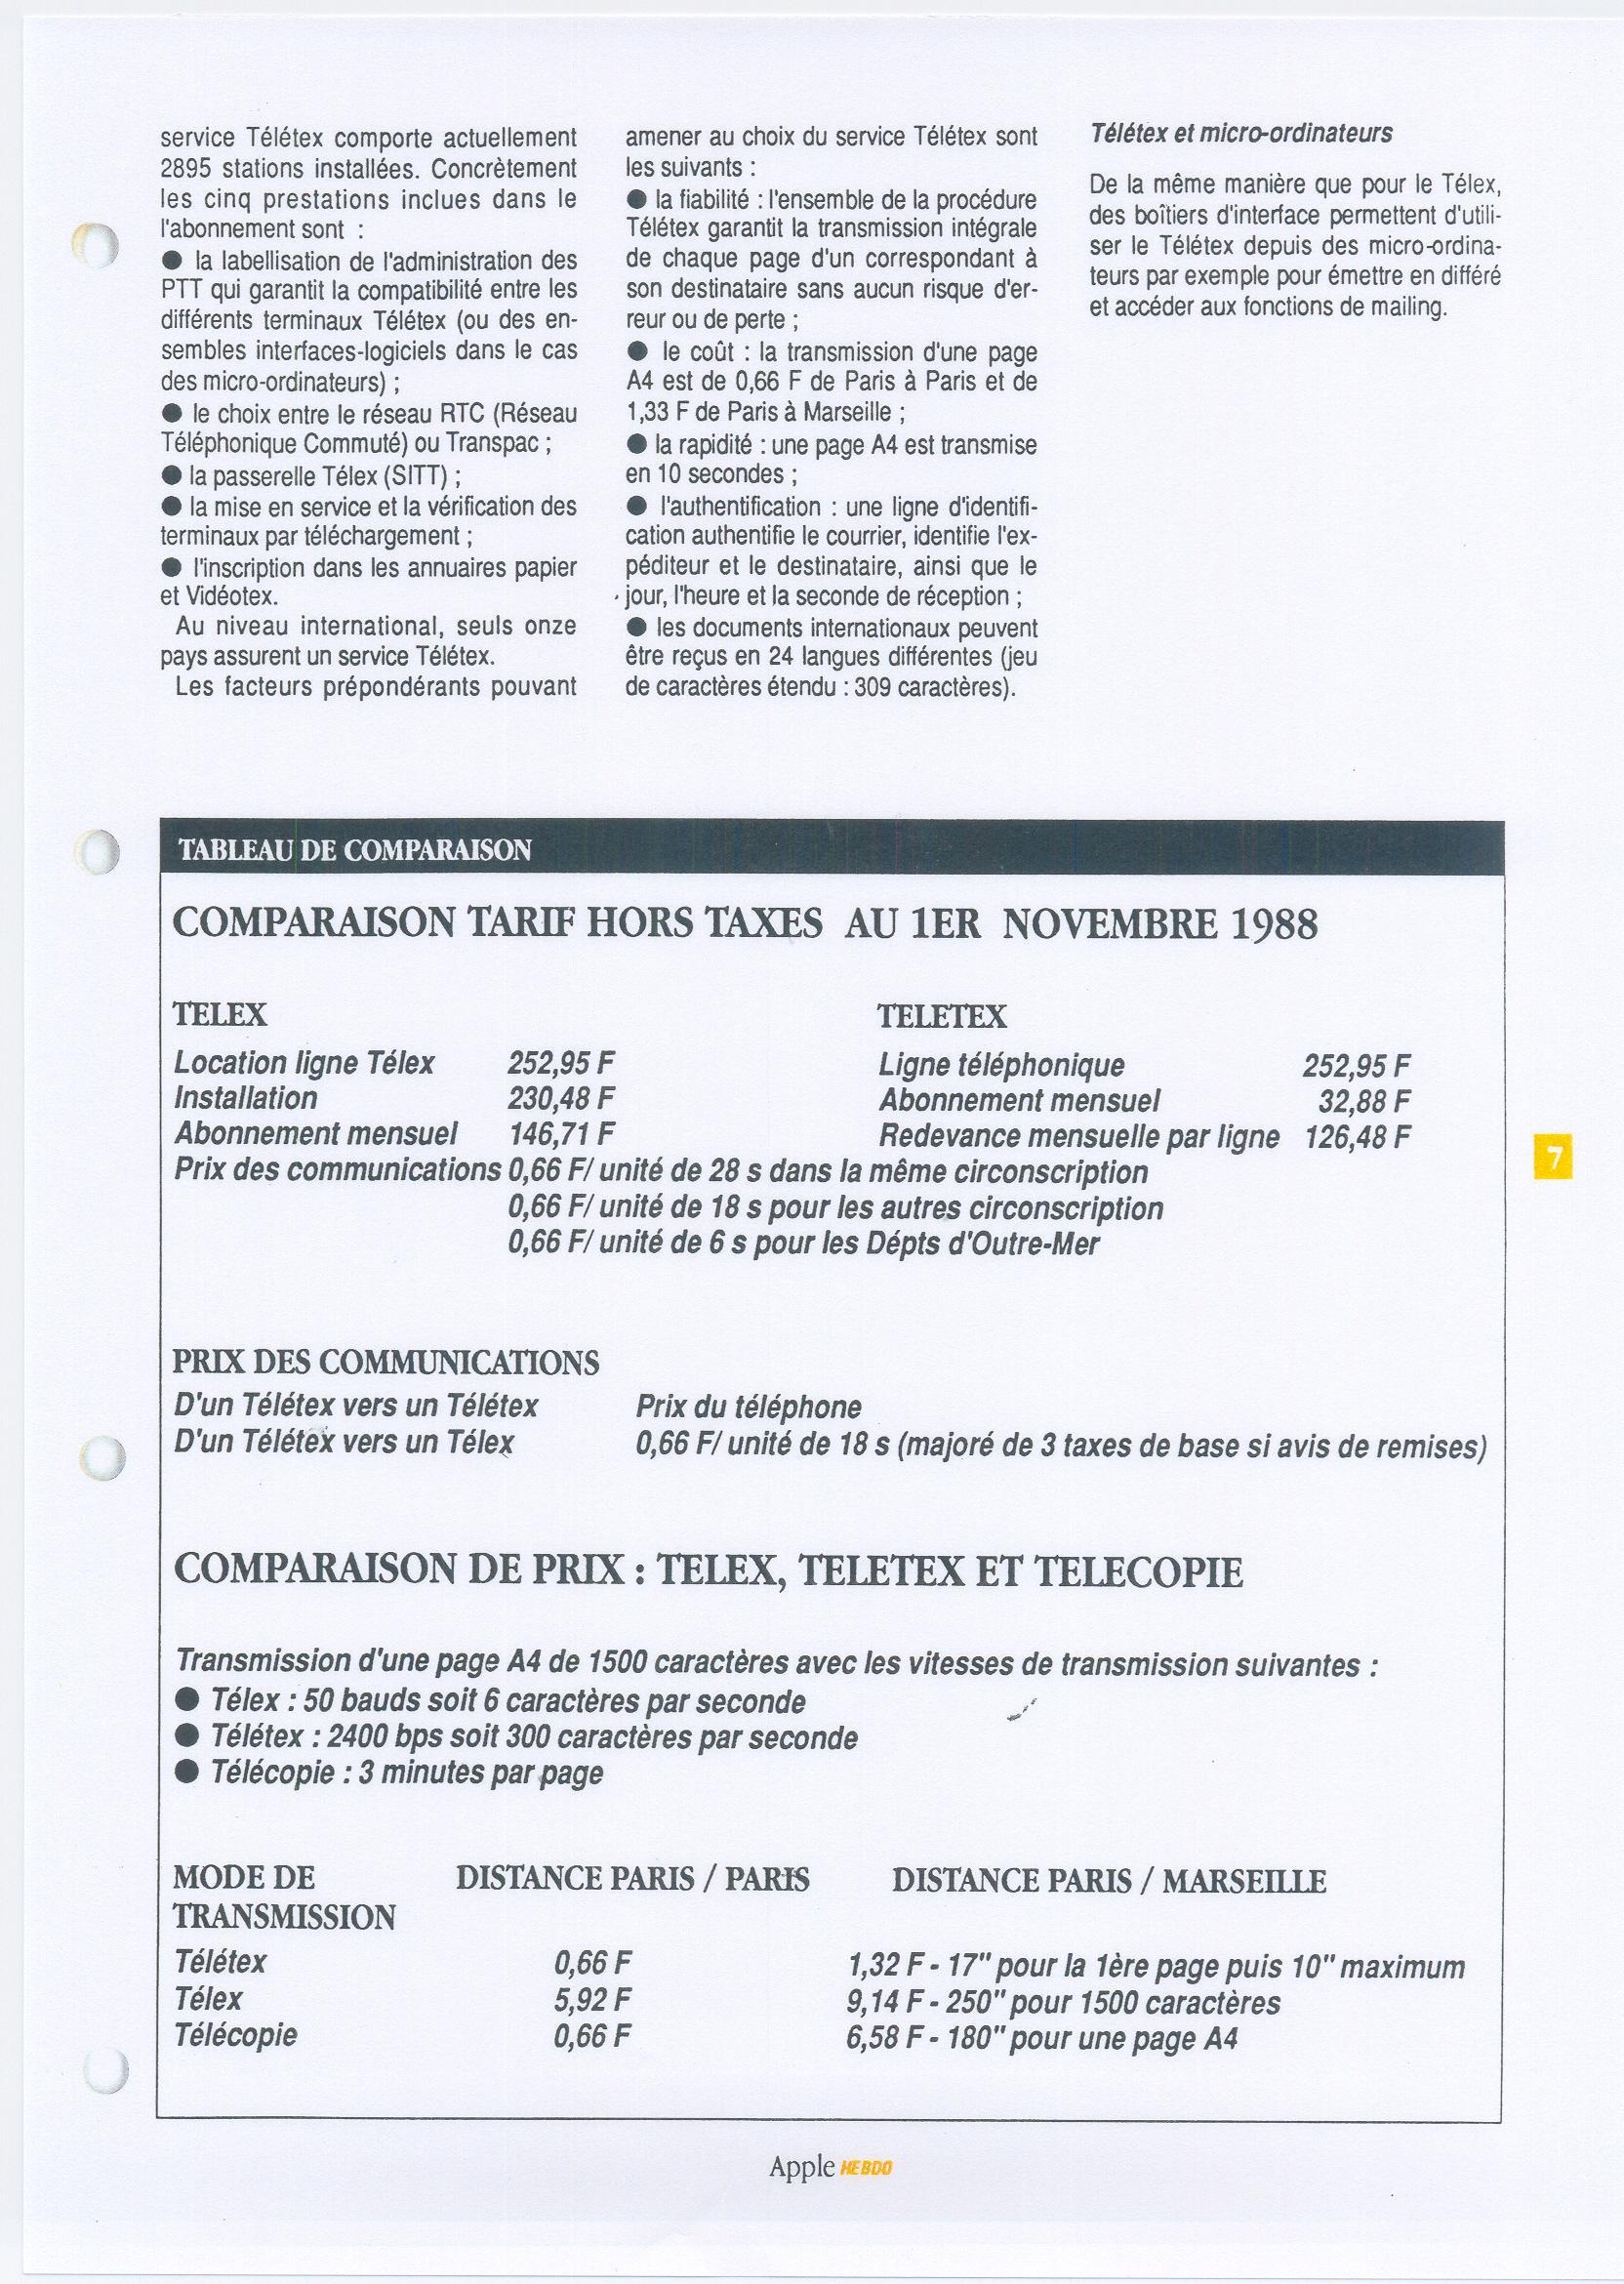 service Télétex comporte actuellement
2895 stations installées. Concrètement
les cinq prestations inclues dans le
l'abonnement sont :
● la labellisation de l'administration des
PTT qui garantit la compatibilité entre les
différents terminaux Télétex (ou des en-
sembles interfaces-logiciels dans le cas
des micro-ordinateurs) ;
● le choix entre le réseau RTC (Réseau
Téléphonique Commuté) ou Transpac ;
● la passerelle Télex (SITT) ;
● la mise en service et la vérification des
terminaux par téléchargement ;
● l'inscription dans les annuaires papier
et Vidéotex.
Au niveau international, seuls onze
pays assurent un service Télétex.
Les facteurs prépondérants pouvant
amener au choix du service Télétex sont
les suivants :
● la fiabilité : l'ensemble de la procédure
Télétex garantit la transmission intégrale
de chaque page d'un correspondant à
son destinataire sans aucun risque d'er-
reur ou de perte ;
● le coût : la transmission d'une page
A4 est de 0,66 F de Paris à Paris et de
1,33 F de Paris à Marseille ;
● la rapidité : une page A4 est transmise
en 10 secondes ;
● l'authentification : une ligne d'identifi-
cation authentifie le courrier, identifie l'ex-
péditeur et le destinataire, ainsi que le
jour, l'heure et la seconde de réception ;
● les documents internationaux peuvent
être reçus en 24 langues différentes (jeu
de caractères étendu : 309 caractères).
Télétex et micro-ordinateurs
De la même manière que pour le Télex,
des boîtiers d'interface permettent d'utili-
ser le Télétex depuis des micro-ordina-
teurs par exemple pour émettre en différé
et accéder aux fonctions de mailing.
TABLEAU DE COMPARAISON
COMPARAISON TARIF HORS TAXES AU 1ER NOVEMBRE 1988
TELEX
Location ligne Télex 252,95 F
Installation 230,48 F
Abonnement mensuel 146,71 F
TELETEX
Ligne téléphonique 252,95 F
Abonnement mensuel 32,88 F
Redevance mensuelle par ligne 126,48 F
Prix des communications 0,66 F/ unité de 28 s dans la même circonscription
0,66 F/ unité de 18 s pour les autres circonscription
0,66 F/ unité de 6 s pour les Dépts d'Outre-Mer
7
PRIX DES COMMUNICATIONS
D'un Télétex vers un Télétex Prix du téléphone
D'un Télétex vers un Télex 0,66 F/ unité de 18 s (majoré de 3 taxes de base si avis de remises)
COMPARAISON DE PRIX : TELEX, TELETEX ET TELECOPIE
Transmission d'une page A4 de 1500 caractères avec les vitesses de transmission suivantes :
● Télex : 50 bauds soit 6 caractères par seconde
● Télétex : 2400 bps soit 300 caractères par seconde
● Télécopie : 3 minutes par page
MODE DE TRANSMISSION DISTANCE PARIS / PARIS DISTANCE PARIS / MARSEILLE
Télétex 0,66 F 1,32 F - 17" pour la 1ère page puis 10" maximum
Télex 5,92 F 9,14 F - 250" pour 1500 caractères
Télécopie 0,66 F 6,58 F - 180" pour une page A4
Apple HEBDO